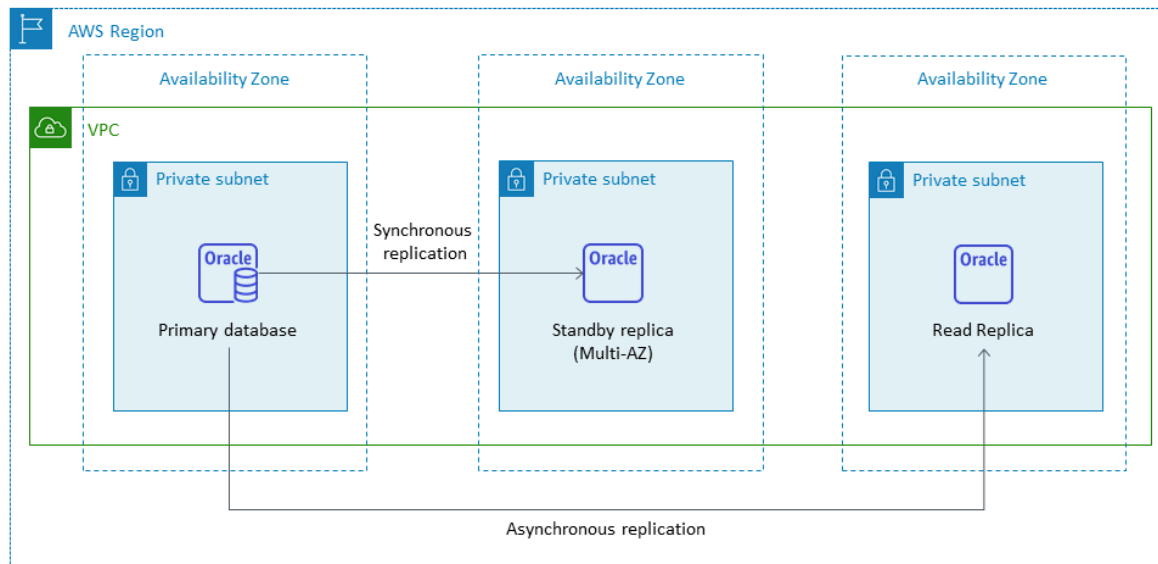 AWS Region
Availability Zone
Availability Zone
Availability Zone
VPC
Private subnet
Private subnet
Private subnet
Synchronous
replication
Oracle
Oracle
Oracle
Primary database
Standby replica
(Multi-AZ)
Read Replica
Asynchronous replication